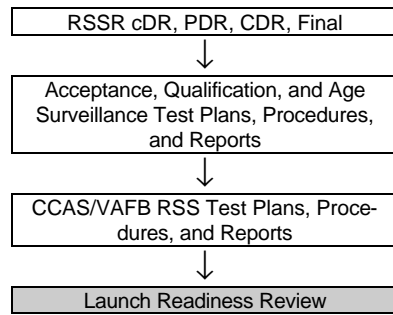 RSSR cDR, PDR, CDR, Final
Acceptance, Qualification, and Age
Surveillance Test Plans, Procedures,
and Reports
CCAS/VAFB RSS Test Plans, Proce-
dures, and Reports
Launch Readiness Review